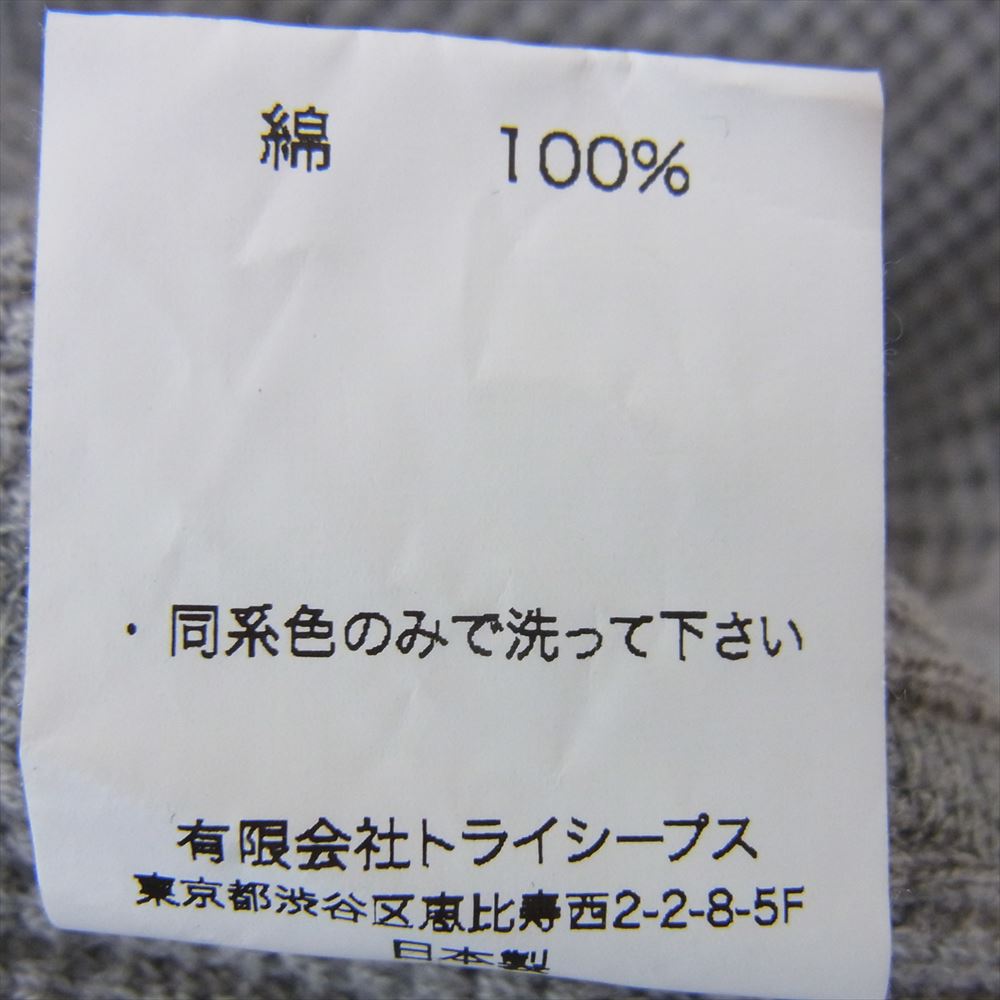 綿 100%
・同系色のみで洗って下さい
有限会社トライシープス
東京都渋谷区恵比寿西2-2-8-5F
日本製